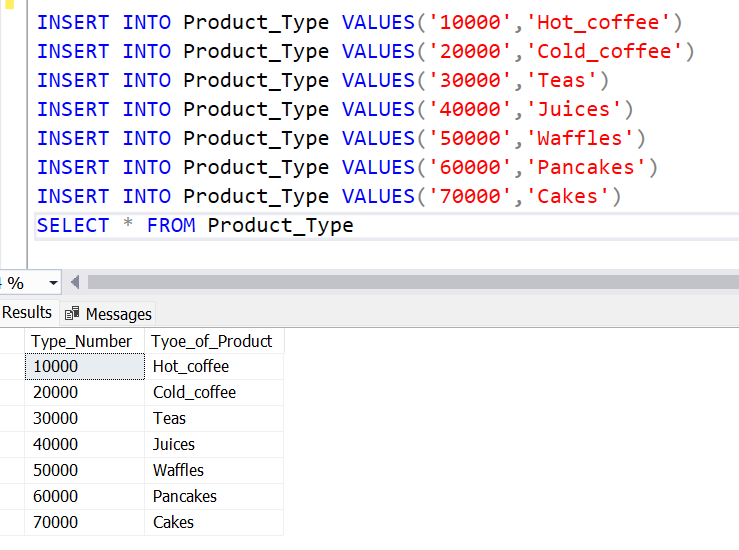 INSERT INTO Product_Type VALUES('10000','Hot_coffee')
INSERT INTO Product_Type VALUES('20000','Cold_coffee')
INSERT INTO Product_Type VALUES('30000','Teas')
INSERT INTO Product_Type VALUES('40000','Juices')
INSERT INTO Product_Type VALUES('50000','Waffles')
INSERT INTO Product_Type VALUES('60000','Pancakes')
INSERT INTO Product_Type VALUES('70000','Cakes')
SELECT * FROM Product_Type
%
Results Messages
Type_Number Tyoe_of_Product
10000 Hot_coffee
20000 Cold_coffee
30000 Teas
40000 Juices
50000 Waffles
60000 Pancakes
70000 Cakes